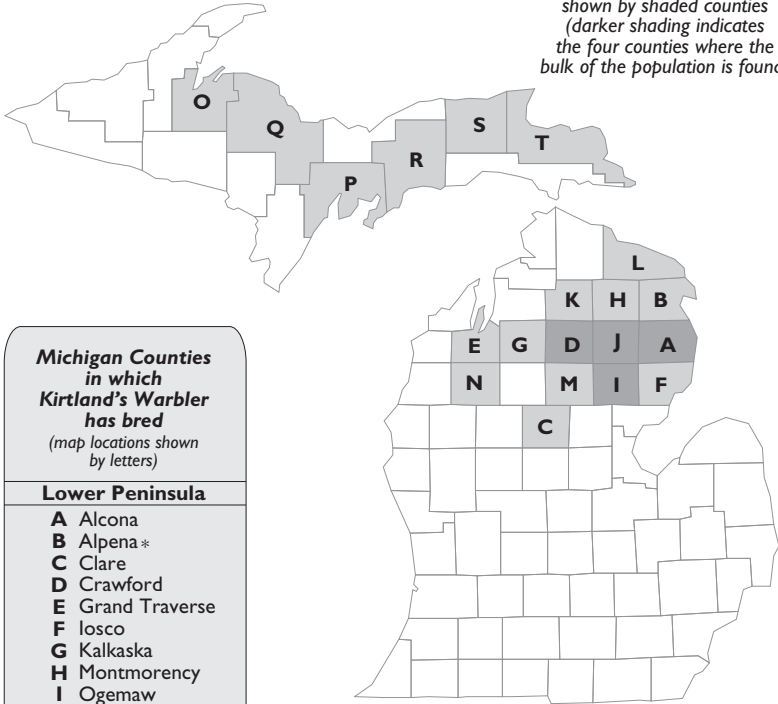 shown by shaded counties
(darker shading indicates
the four counties where the
bulk of the population is found
O
Q
P
R
S
T
L
K H B
E G D J A
N M I F
C
Michigan Counties
in which
Kirtland's Warbler
has bred
(map locations shown
by letters)
Lower Peninsula
A Alcona
B Alpena*
C Clare
D Crawford
E Grand Traverse
F Iosco
G Kalkaska
H Montmorency
I Ogemaw